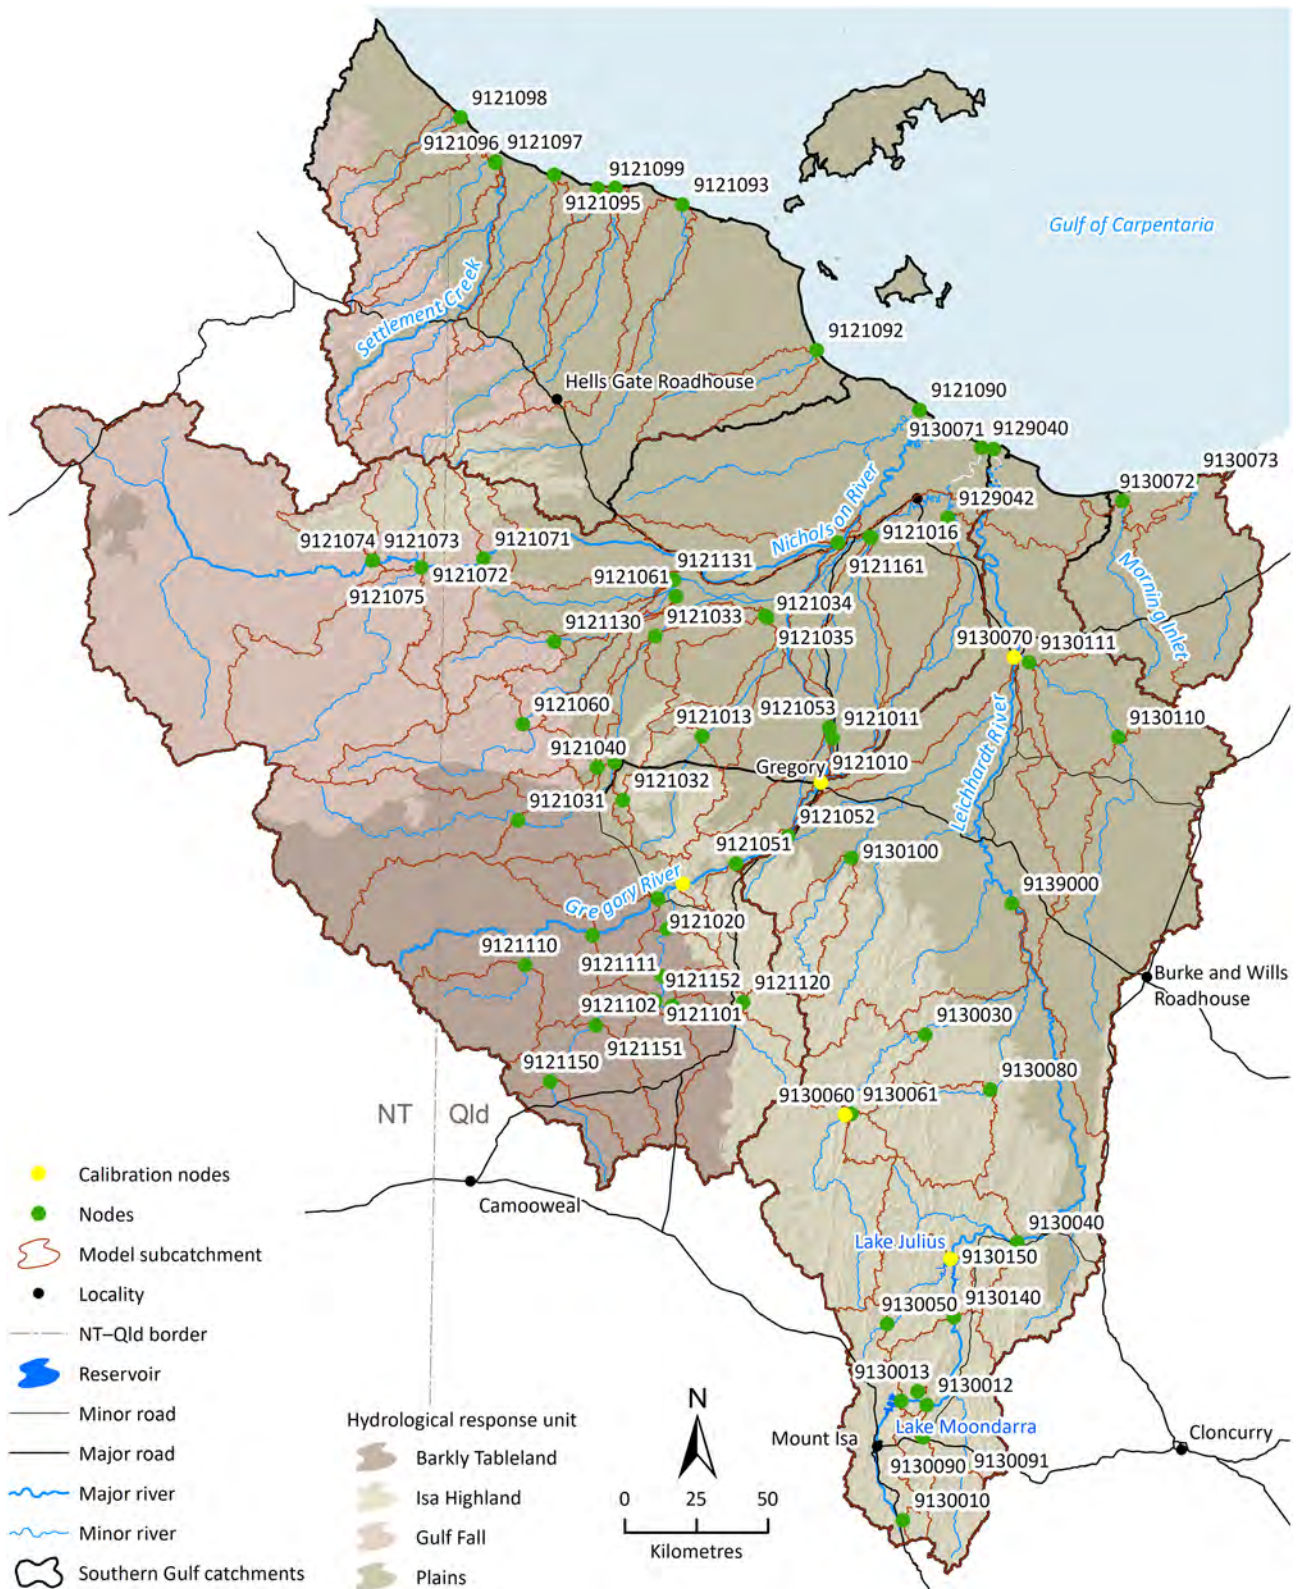 9121098
9121096
9121097
9121099
9121095
9121093
Gulf of Carpentaria
Settlement Creek
9121092
Hells Gate Roadhouse
9121090
9130071
9129040
9130073
9130072
9129042
Nicholson River
9121016
9121161
9121074
9121073
9121071
9121131
9121072
9121061
9121075
9121130
9121033
9121034
9121035
Morning Inlet
9130070
9130111
9121060
9121013
9121053
9121011
9130110
9121040
Gregory
9121010
9121032
Leichhardt River
9121031
9121052
9121051
9130100
Gregory River
9139000
9121020
9121110
9121111
9121152
9121120
Burke and Wills
Roadhouse
9121102
9121101
9130030
9121151
9121150
9130080
NT
Qld
9130060
9130061
Calibration nodes
Camooweal
Nodes
9130040
Lake Julius
9130150
Model subcatchment
Locality
9130050
9130140
NT–Qld border
Reservoir
9130013
9130012
Minor road
Hydrological response unit
N
Lake Moondarra
Mount Isa
Cloncurry
Major road
Barkly Tableland
9130090
9130091
Major river
Isa Highland
0 25 50
9130010
Minor river
Gulf Fall
Kilometres
Southern Gulf catchments
Plains